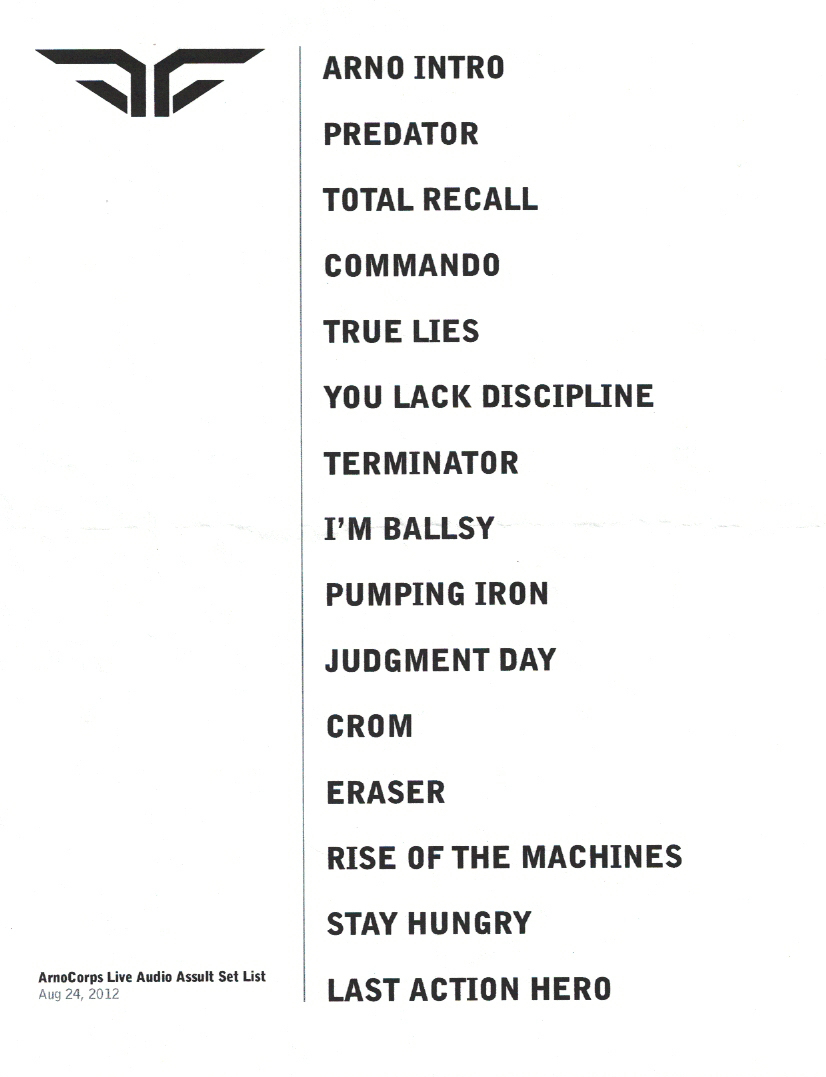 ARNO INTRO
PREDATOR
TOTAL RECALL
COMMANDO
TRUE LIES
YOU LACK DISCIPLINE
TERMINATOR
I'M BALLSY
PUMPING IRON
JUDGMENT DAY
CROM
ERASER
RISE OF THE MACHINES
STAY HUNGRY
LAST ACTION HERO
ArnoCorps Live Audio Assult Set List
Aug 24, 2012